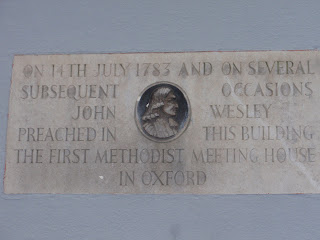 ON 14TH JULY 1783 AND ON SEVERAL
SUBSEQUENT OCCASIONS
JOHN WESLEY
PREACHED IN THIS BUILDING
THE FIRST METHODIST MEETING HOUSE
IN OXFORD